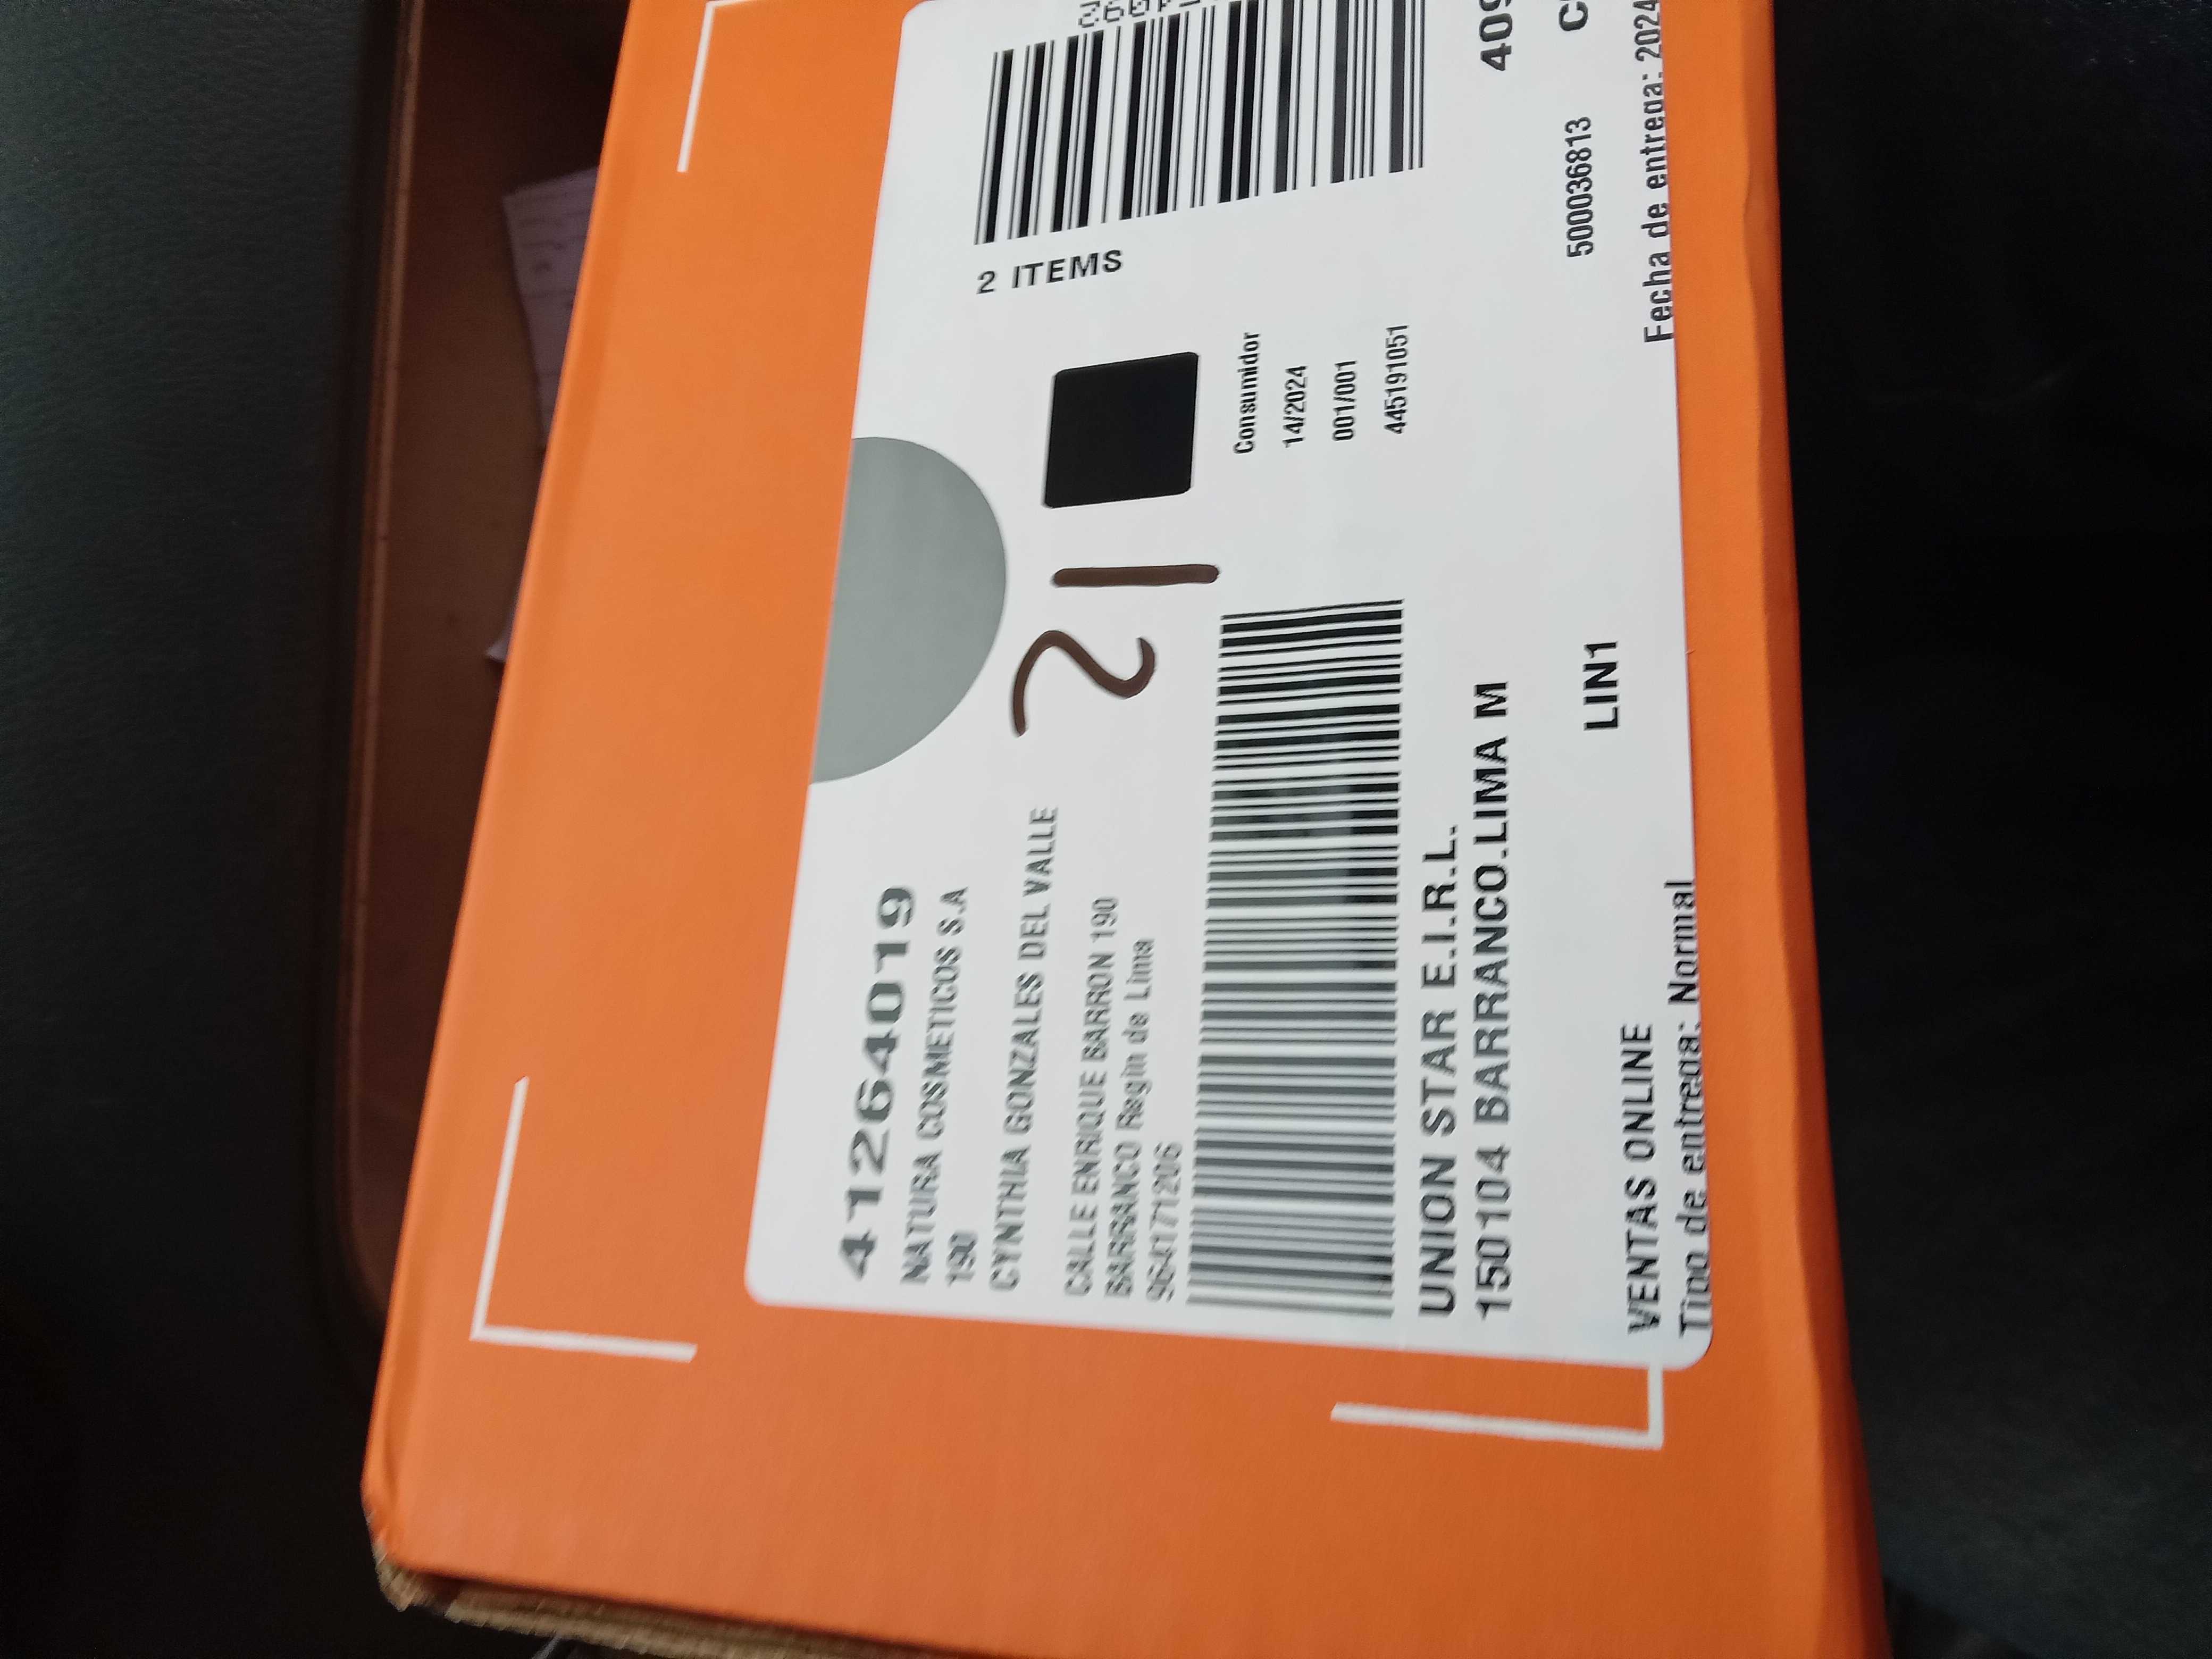 41264019
NATURA COSMETICOS S.A
190
CYNTHIA GONZALES DEL VALLE
CALLE ENRIQUE BARRON 190
BARRANCO Regin de Lima
964171206
21
2 ITEMS
Consumidor
14/2024
001/001
445191051
UNION STAR E.I.R.L.
150104 BARRANCO.LIMA M
409
LIN1
500036813
VENTAS ONLINE
Tipo de entrega: Normal
Fecha de entrega: 2024